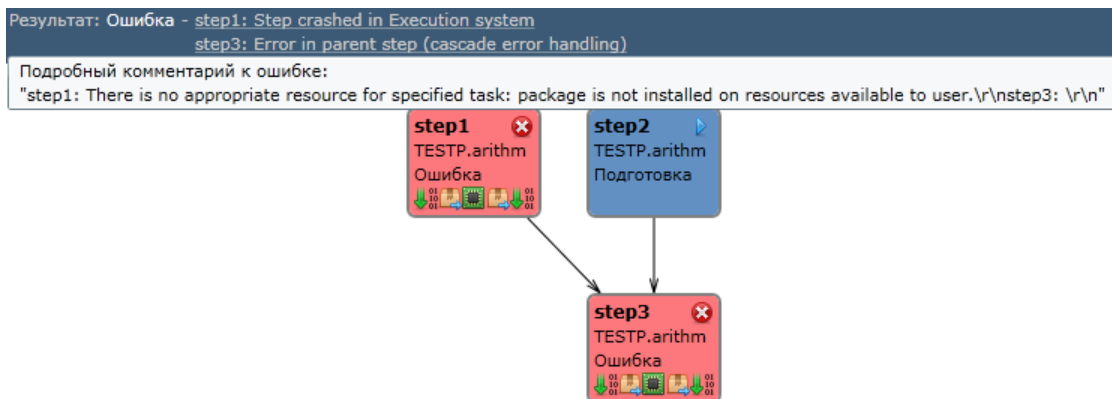 Результат: Ошибка - step1: Step crashed in Execution system
step3: Error in parent step (cascade error handling)
Подробный комментарий к ошибке:
"step1: There is no appropriate resource for specified task: package is not installed on resources available to user.\r\nstep3: \r\n"
step1
TESTP.arithm
Ошибка
step2
TESTP.arithm
Подготовка
step3
TESTP.arithm
Ошибка